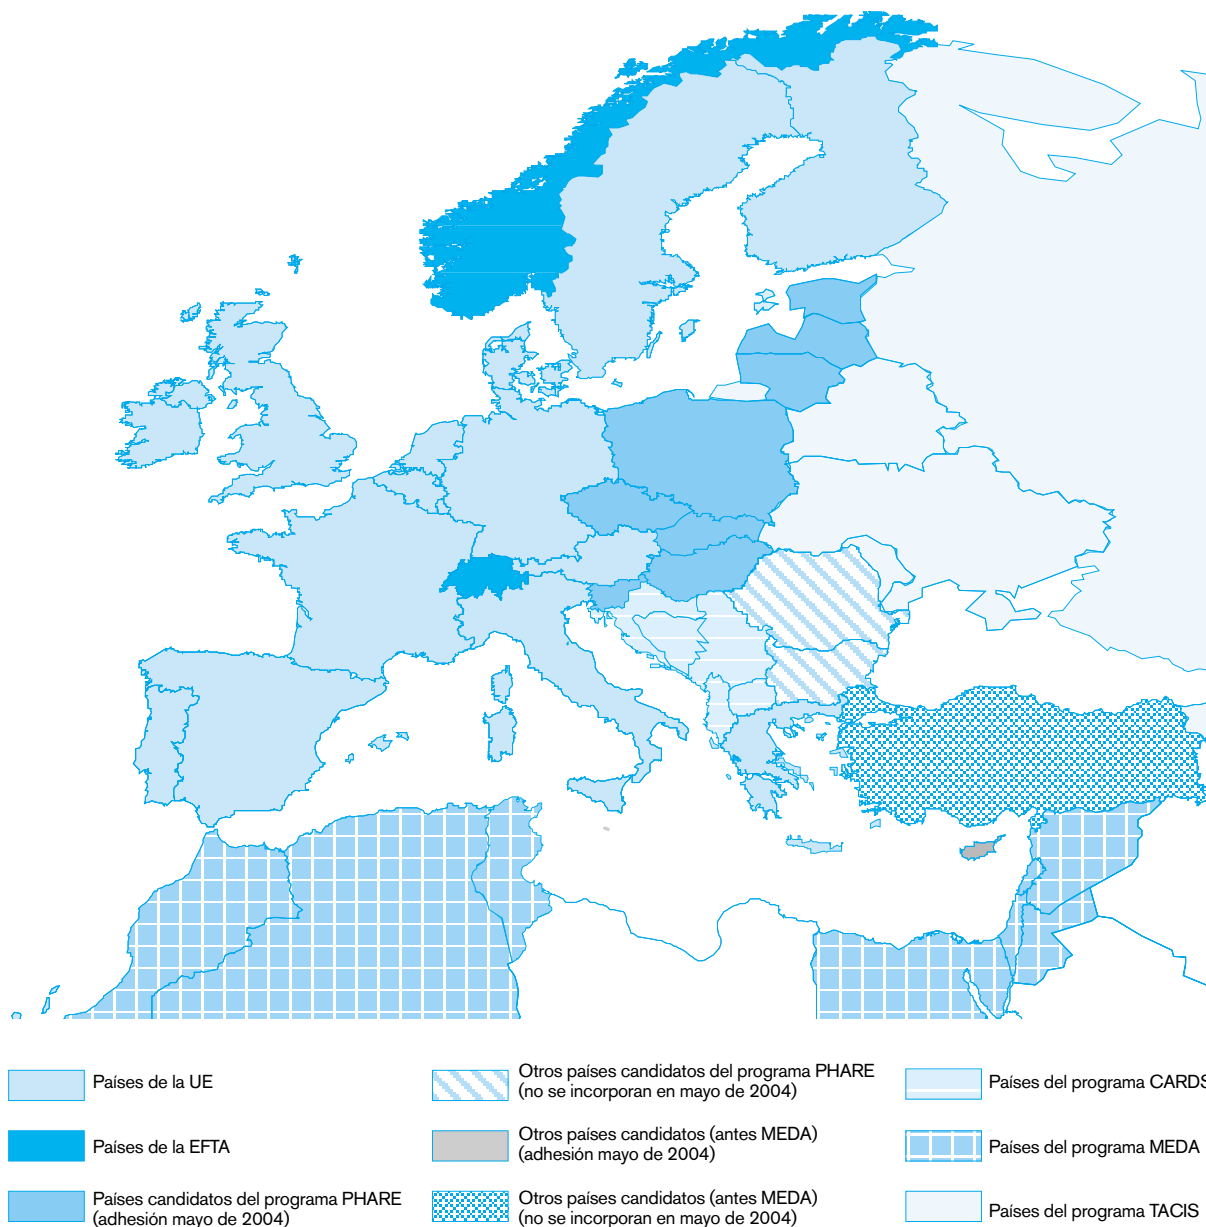 Países de la UE
Países de la EFTA
Países candidatos del programa PHARE
(adhesión mayo de 2004)
Otros países candidatos del programa PHARE
(no se incorporan en mayo de 2004)
Otros países candidatos (antes MEDA)
(adhesión mayo de 2004)
Otros países candidatos (antes MEDA)
(no se incorporan en mayo de 2004)
Países del programa CARDS
Países del programa MEDA
Países del programa TACIS